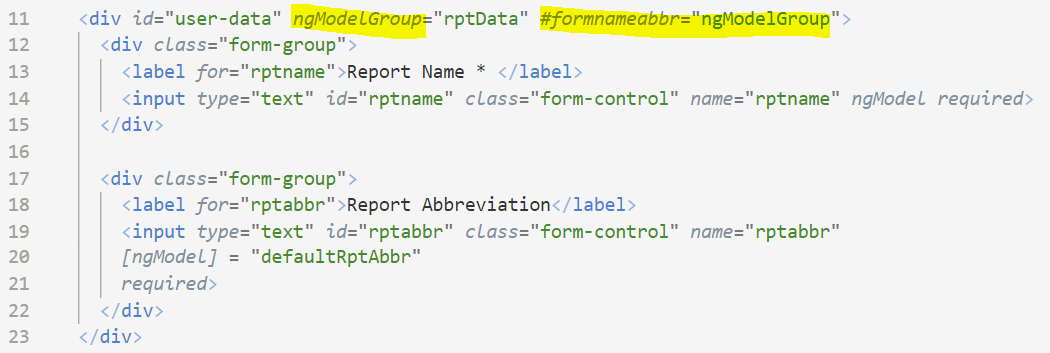 11 <div id="user-data" ngModelGroup="rptData" #formnameabbr="ngModelGroup">
12 <div class="form-group">
13 <label for="rptname">Report Name * </label>
14 <input type="text" id="rptname" class="form-control" name="rptname" ngModel required>
15 </div>
16
17 <div class="form-group">
18 <label for="rptabbr">Report Abbreviation</label>
19 <input type="text" id="rptabbr" class="form-control" name="rptabbr"
20 [ngModel] = "defaultRptAbbr"
21 required>
22 </div>
23 </div>